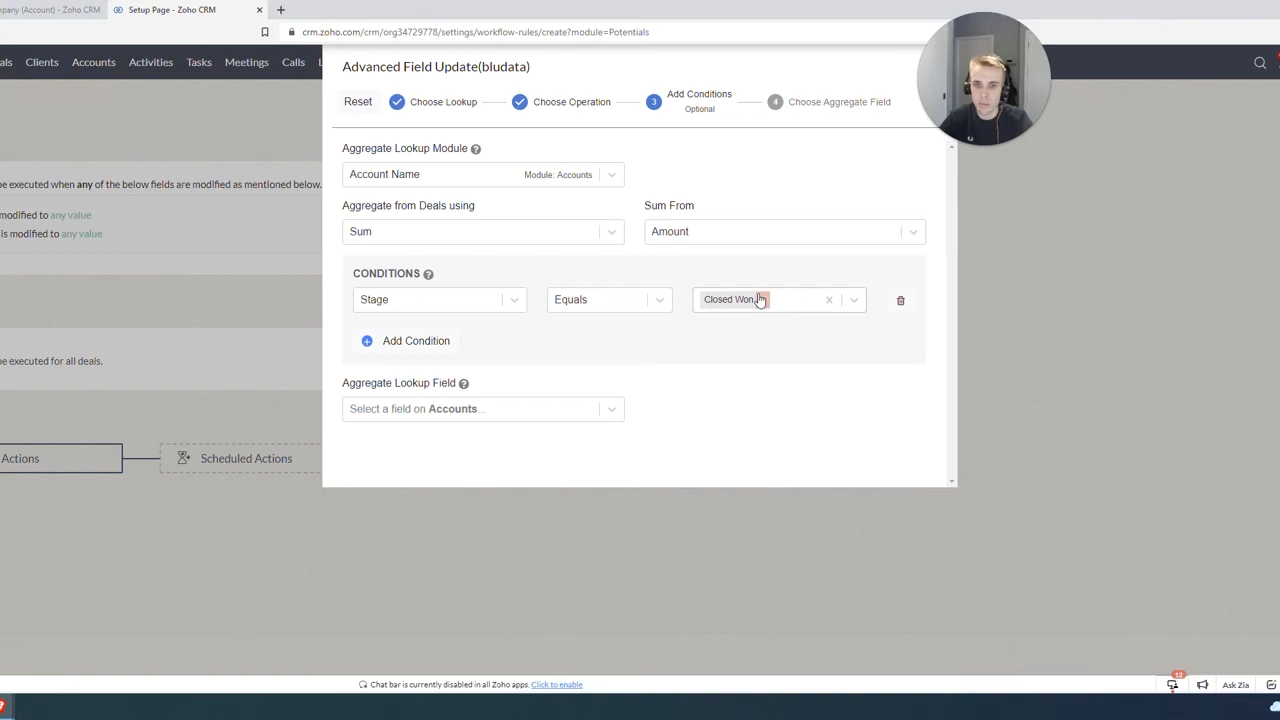 mpany (Account) - Zoho CRM
Setup Page - Zoho CRM
crm.zoho.com/crm/org34729778/settings/workflow-rules/create?module=Potentials
als Clients Accounts Activities Tasks Meetings Calls L
Advanced Field Update(bludata)
Reset
Choose Lookup
Choose Operation
3 Add Conditions
Optional
4 Choose Aggregate Field
Aggregate Lookup Module
Account Name Module: Accounts
be executed when any of the below fields are modified as mentioned below.
Aggregate from Deals using
Sum From
modified to any value
Sum
Amount
is modified to any value
CONDITIONS
Stage
Equals
Closed Won
Add Condition
be executed for all deals.
Aggregate Lookup Field
Select a field on Accounts...
Actions
Scheduled Actions
Chat bar is currently disabled in all Zoho apps. Click to enable
12
Ask Zia